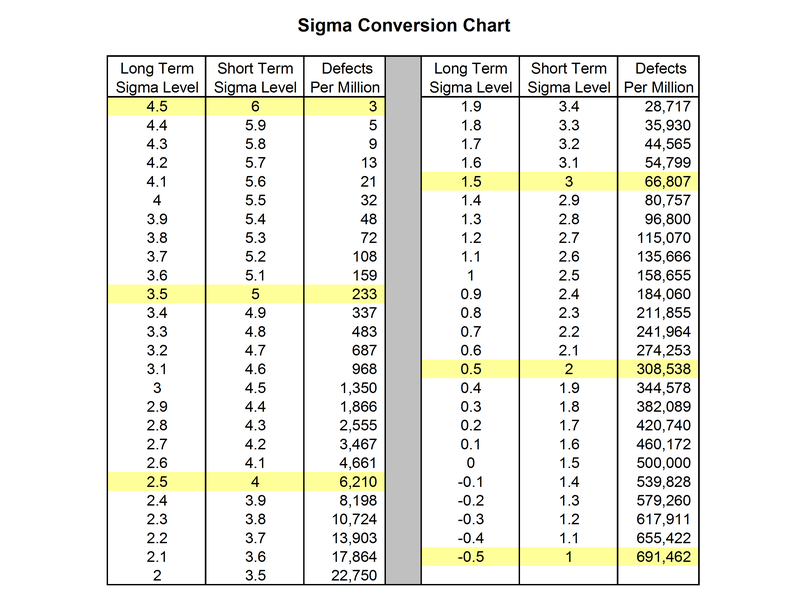 Sigma Conversion Chart
Long Term Short Term Defects Long Term Short Term Defects
Sigma Level Sigma Level Per Million Sigma Level Sigma Level Per Million
4.5 6 3 1.9 3.4 28,717
4.4 5.9 5 1.8 3.3 35,930
4.3 5.8 9 1.7 3.2 44,565
4.2 5.7 13 1.6 3.1 54,799
4.1 5.6 21 1.5 3 66,807
4 5.5 32 1.4 2.9 80,757
3.9 5.4 48 1.3 2.8 96,800
3.8 5.3 72 1.2 2.7 115,070
3.7 5.2 108 1.1 2.6 135,666
3.6 5.1 159 1 2.5 158,655
3.5 5 233 0.9 2.4 184,060
3.4 4.9 337 0.8 2.3 211,855
3.3 4.8 483 0.7 2.2 241,964
3.2 4.7 687 0.6 2.1 274,253
3.1 4.6 968 0.5 2 308,538
3 4.5 1,350 0.4 1.9 344,578
2.9 4.4 1,866 0.3 1.8 382,089
2.8 4.3 2,555 0.2 1.7 420,740
2.7 4.2 3,467 0.1 1.6 460,172
2.6 4.1 4,661 0 1.5 500,000
2.5 4 6,210 -0.1 1.4 539,828
2.4 3.9 8,198 -0.2 1.3 579,260
2.3 3.8 10,724 -0.3 1.2 617,911
2.2 3.7 13,903 -0.4 1.1 655,422
2.1 3.6 17,864 -0.5 1 691,462
2 3.5 22,750